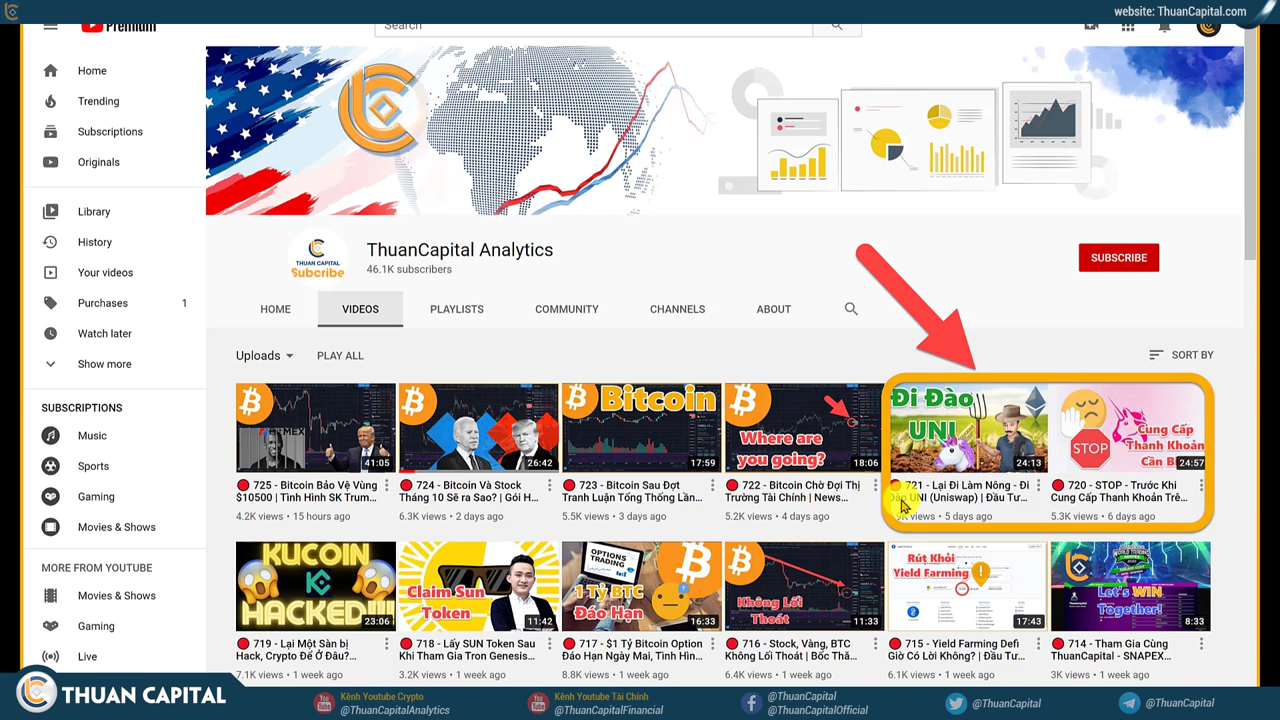 website: ThuanCapital.com
Premium
Search
Home
Trending
Subscriptions
Originals
Library
History
Your videos
Purchases 1
Watch later
Show more
SUBSCRIPTIONS
Music
Sports
Gaming
Movies & Shows
MORE FROM YOUTUBE
Movies & Shows
Gaming
Live
THUAN CAPITAL
Subcribe
ThuanCapital Analytics
46.1K subscribers
SUBSCRIBE
HOME VIDEOS PLAYLISTS COMMUNITY CHANNELS ABOUT
Uploads PLAY ALL SORT BY
41:05
725 - Bitcoin Bảo Vệ Vùng
$10500 | Tình Hình SK Trum...
4.2K views • 15 hours ago
26:42
724 - Bitcoin Và Stock
Tháng 10 Sẽ ra Sao? | Gói H...
6.3K views • 2 days ago
Bitcoin
17:59
723 - Bitcoin Sau Đợt
Tranh Luận Tổng Thống Lần...
5.5K views • 3 days ago
Where are
you going?
18:06
722 - Bitcoin Chờ Đợi Thị
Trường Tài Chính | News...
5.2K views • 4 days ago
Đi Đào
UNI
24:13
721 - Lại Đi Làm Nông - Đi
Đào UNI (Uniswap) | Đầu Tư...
views • 5 days ago
STOP
Cung Cấp
Thanh Khoản
Cần B
24:57
720 - STOP - Trước Khi
Cung Cấp Thanh Khoản Trê...
5.3K views • 6 days ago
KUCOIN
HACKED!!!!
23:06
719 - Lại Một Sàn bị
Hack, Crypto Để Ở Đâu?...
7.1K views • 1 week ago
Claim Sun
Token
11:42
718 - Lấy SUN Token Sau
Khi Tham Gia Tron Genesis...
3.2K views • 1 week ago
OPTIONS
TRADING
1 Tỷ BTC
Đáo Hạn
16:33
717 - $1 Tỷ Bitcoin Option
Đáo Hạn Ngày Mai, Tình Hìn...
8.8K views • 1 week ago
Không Lối
Thoát
11:33
716 - Stock, Vàng, BTC
Không Lối Thoát | Bốc Thă...
6.4K views • 1 week ago
Rút Khỏi
Yield Farming
17:43
715 - Yield Farming Defi
Giờ Có Lời Không? | Đầu Tư...
6.1K views • 1 week ago
WORLD TRADING
Let's WIN
Together!
8:33
714 - Tham Gia Cùng
ThuanCapital - SNAPEX...
3K views • 1 week ago
THUAN CAPITAL
Kênh Youtube Crypto
@ThuanCapitalAnalytics
Kênh Youtube Tài Chính
@ThuanCapitalFinancial
@ThuanCapital
@ThuanCapitalOfficial
@ThuanCapital
@ThuanCapital